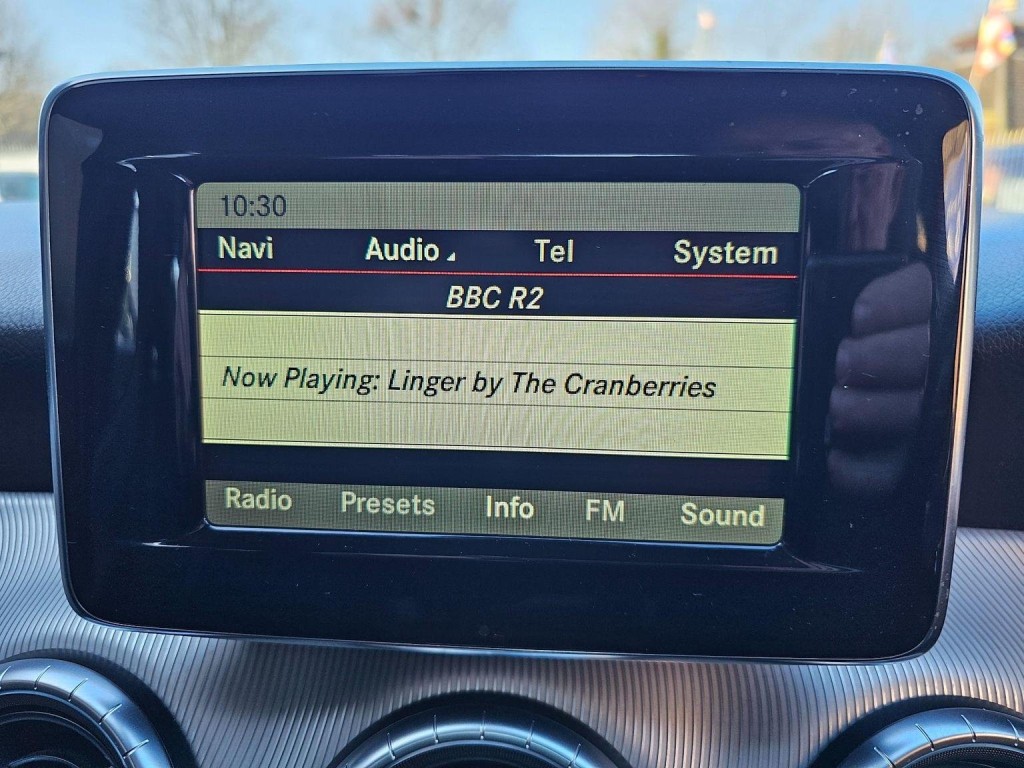 10:30
Navi Audio Tel System
BBC R2
Now Playing: Linger by The Cranberries
Radio Presets Info FM Sound